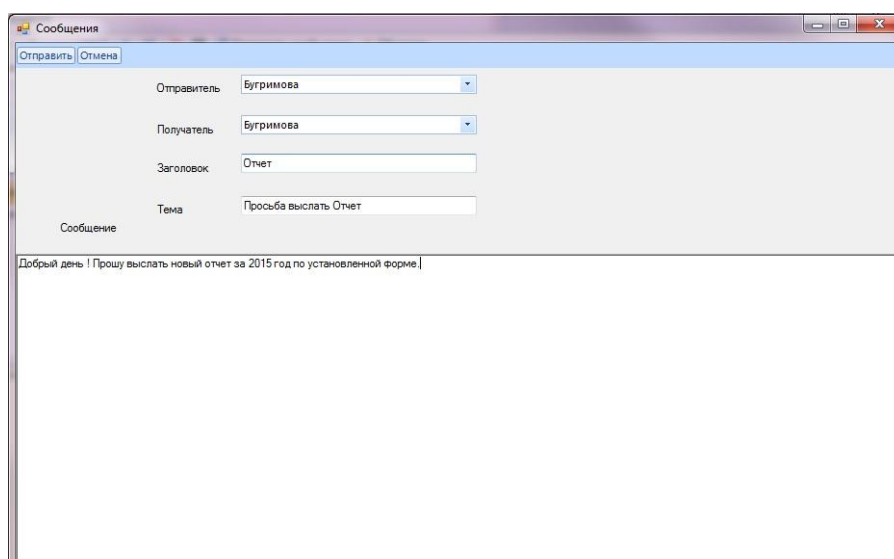 Сообщения
Отправить Отмена
Отправитель Бугримова
Получатель Бугримова
Заголовок Отчет
Тема Просьба выслать Отчет
Сообщение
Добрый день ! Прошу выслать новый отчет за 2015 год по установленной форме.